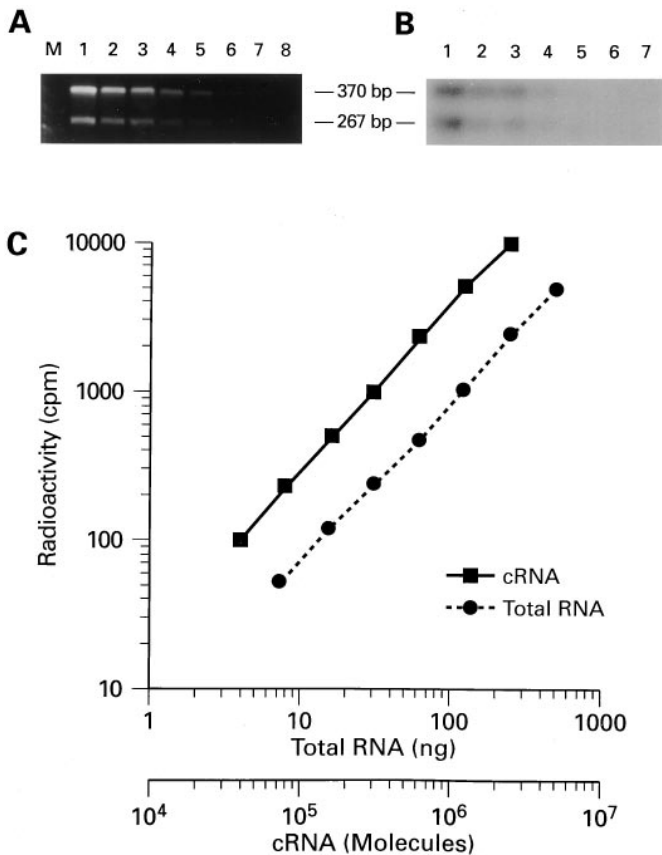 A
M 1 2 3 4 5 6 7 8
B
1 2 3 4 5 6 7
370 bp
267 bp
C
10000
1000
100
10
Radioactivity (cpm)
cRNA
Total RNA
1 10 100 1000
Total RNA (ng)
10⁴ 10⁵ 10⁶ 10⁷
cRNA (Molecules)